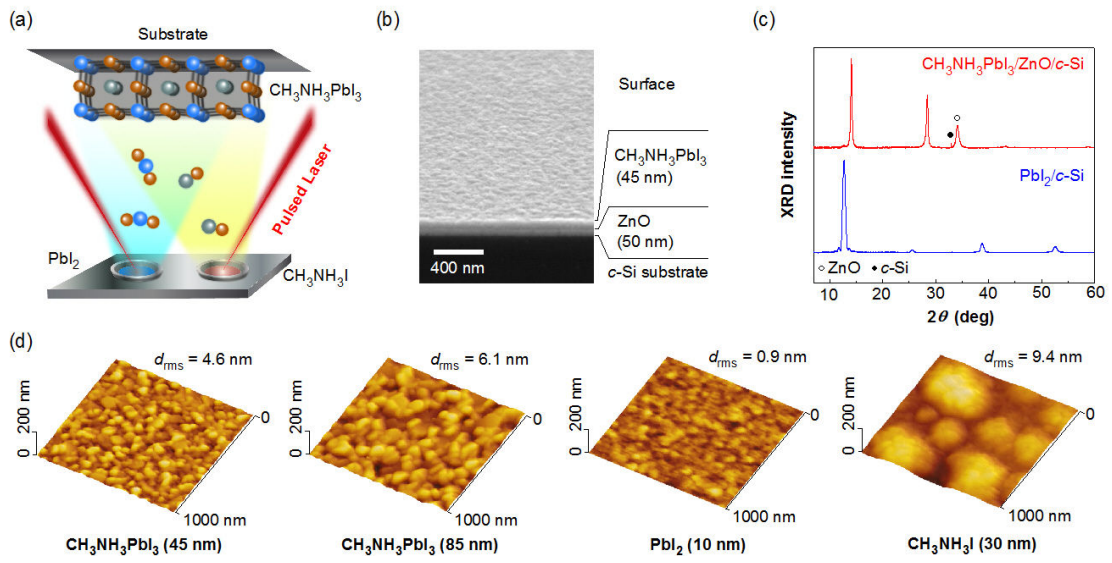 (a)
Substrate
CH₃NH₃PbI₃
Pulsed Laser
PbI₂
CH₃NH₃I
(b)
Surface
CH₃NH₃PbI₃
(45 nm)
ZnO
(50 nm)
400 nm
c-Si substrate
(c)
XRD Intensity
CH₃NH₃PbI₃/ZnO/c-Si
PbI₂/c-Si
○ ZnO ● c-Si
10 20 30 40 50 60
2θ (deg)
(d)
d_rms = 4.6 nm
200 nm
0
0
1000 nm
CH₃NH₃PbI₃ (45 nm)
d_rms = 6.1 nm
200 nm
0
0
1000 nm
CH₃NH₃PbI₃ (85 nm)
d_rms = 0.9 nm
200 nm
0
0
1000 nm
PbI₂ (10 nm)
d_rms = 9.4 nm
200 nm
0
0
1000 nm
CH₃NH₃I (30 nm)